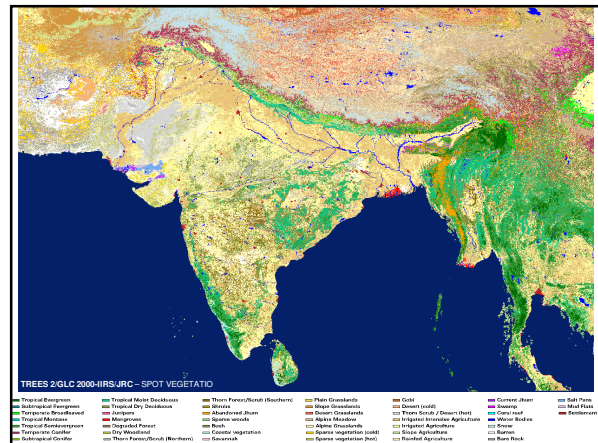 TREES 2/GLC 2000-IIRS/JRC – SPOT VEGETATIO
Tropical Evergreen
Subtropical Evergreen
Temperate Broadleaved
Tropical Montane
Tropical Semievergreen
Temperate Conifer
Subtropical Conifer
Tropical Moist Deciduous
Tropical Dry Deciduous
Junipers
Mangroves
Degraded Forest
Dry Woodland
Thorn Forest/Scrub (Northern)
Thorn Forest/Scrub (Southern)
Shrubs
Abandoned Jhum
Sparse woods
Bush
Coastal vegetation
Savannah
Plain Grasslands
Slope Grasslands
Desert Grasslands
Alpine Meadow
Alpine Grasslands
Sparse vegetation (cold)
Sparse vegetation (hot)
Gobi
Desert (cold)
Thorn Scrub / Desert (hot)
Irrigated Intensive Agriculture
Irrigated Agriculture
Slope Agriculture
Rainfed Agriculture
Current Jhum
Swamp
Coral reef
Water Bodies
Snow
Barren
Bare Rock
Salt Pans
Mud Flats
Settlement